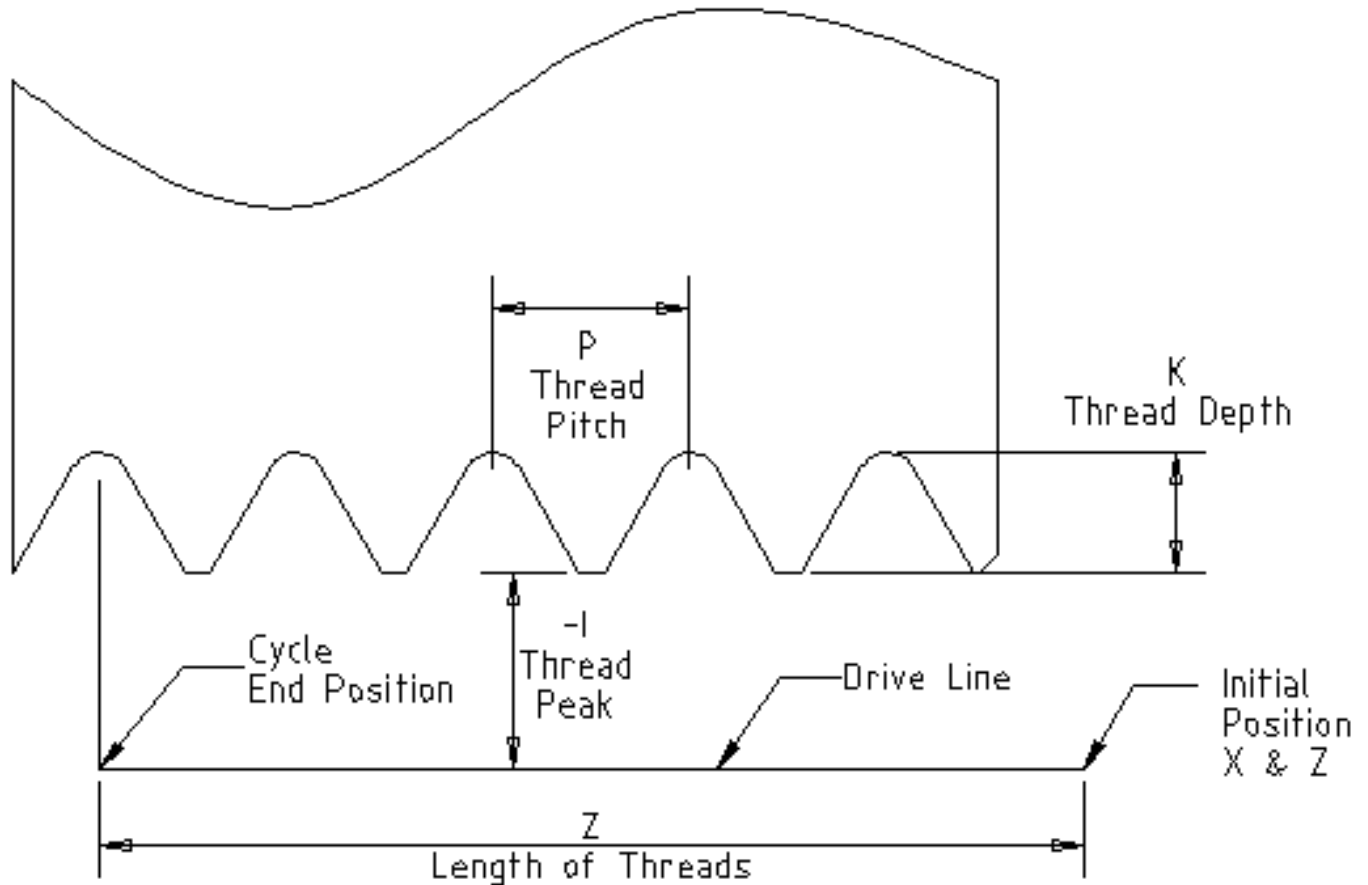 P
Thread
Pitch
K
Thread Depth
Cycle
End Position
-I
Thread
Peak
Drive Line
Initial
Position
X & Z
Z
Length of Threads